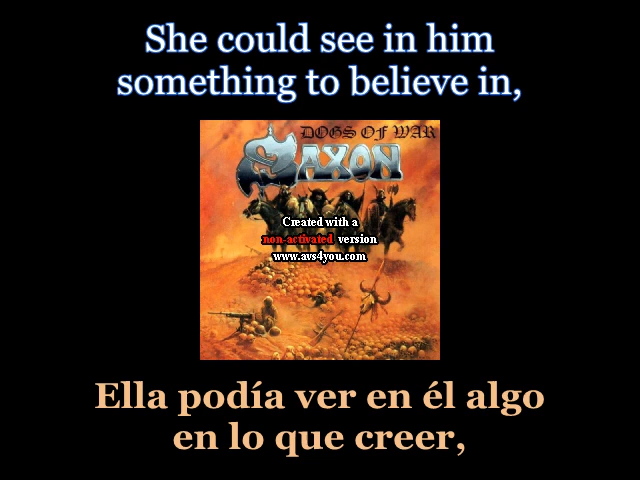 She could see in him
something to believe in,
DOGS OF WAR
SAXON
Created with a
non-activated version
www.avs4you.com
Ella podía ver en él algo
en lo que creer,